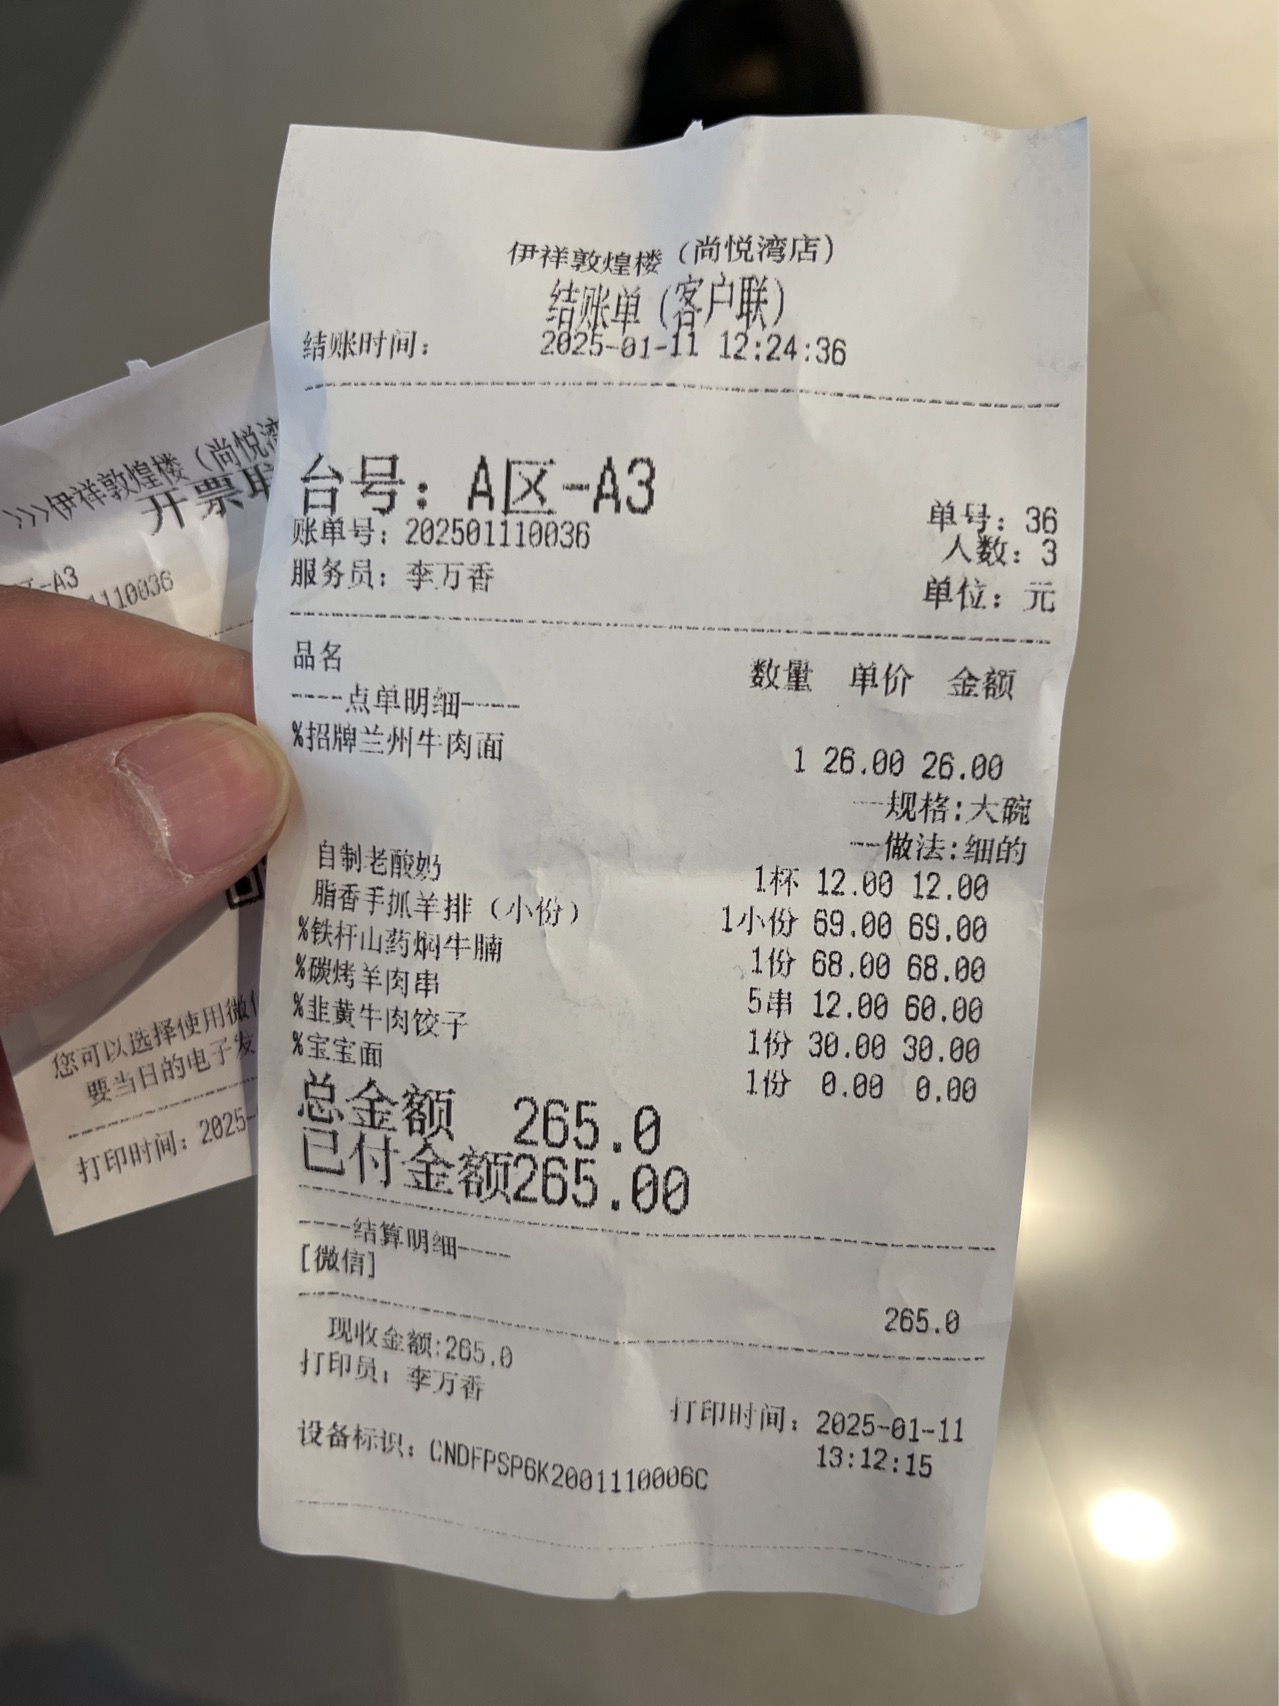 伊祥敦煌楼（尚悦湾店）
结账单（客户联）
结账时间： 2025-01-11 12:24:36
台号：A区-A3
单号：36
账单号：202501110036
人数：3
服务员：李万香
单位：元
品名 数量 单价 金额
----点单明细----
%招牌兰州牛肉面 1 26.00 26.00
---规格:大碗
---做法:细的
自制老酸奶 1杯 12.00 12.00
脂香手抓羊排（小份） 1小份 69.00 69.00
%铁杆山药焖牛腩 1份 68.00 68.00
%碳烤羊肉串 5串 12.00 60.00
%韭黄牛肉饺子 1份 30.00 30.00
%宝宝面 1份 0.00 0.00
总金额 265.0
已付金额265.00
----结算明细----
[微信] 265.0
现收金额:265.0
打印员：李万香
打印时间：2025-01-11
13:12:15
设备标识：CNDFPSP6K2001110006C
>>>伊祥敦煌楼（尚悦湾
开票联
区-A3
1110036
您可以选择使用微信
要当日的电子发
打印时间：2025-